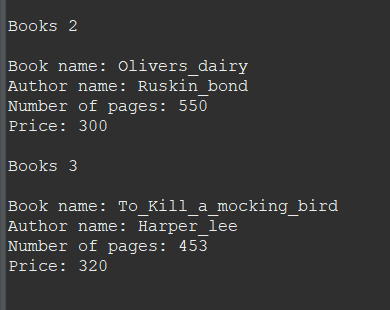 Books 2
Book name: Olivers_dairy
Author name: Ruskin_bond
Number of pages: 550
Price: 300
Books 3
Book name: To_Kill_a_mocking_bird
Author name: Harper_lee
Number of pages: 453
Price: 320